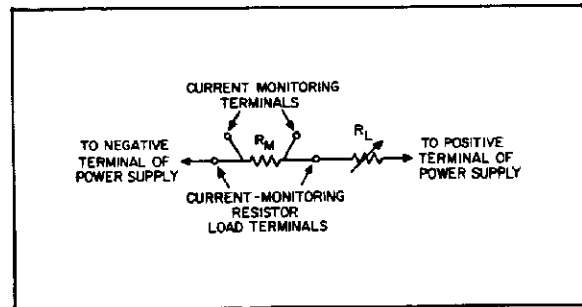 CURRENT MONITORING
TERMINALS
R_M
R_L
TO NEGATIVE
TERMINAL OF
POWER SUPPLY
TO POSITIVE
TERMINAL OF
POWER SUPPLY
CURRENT-MONITORING
RESISTOR
LOAD TERMINALS